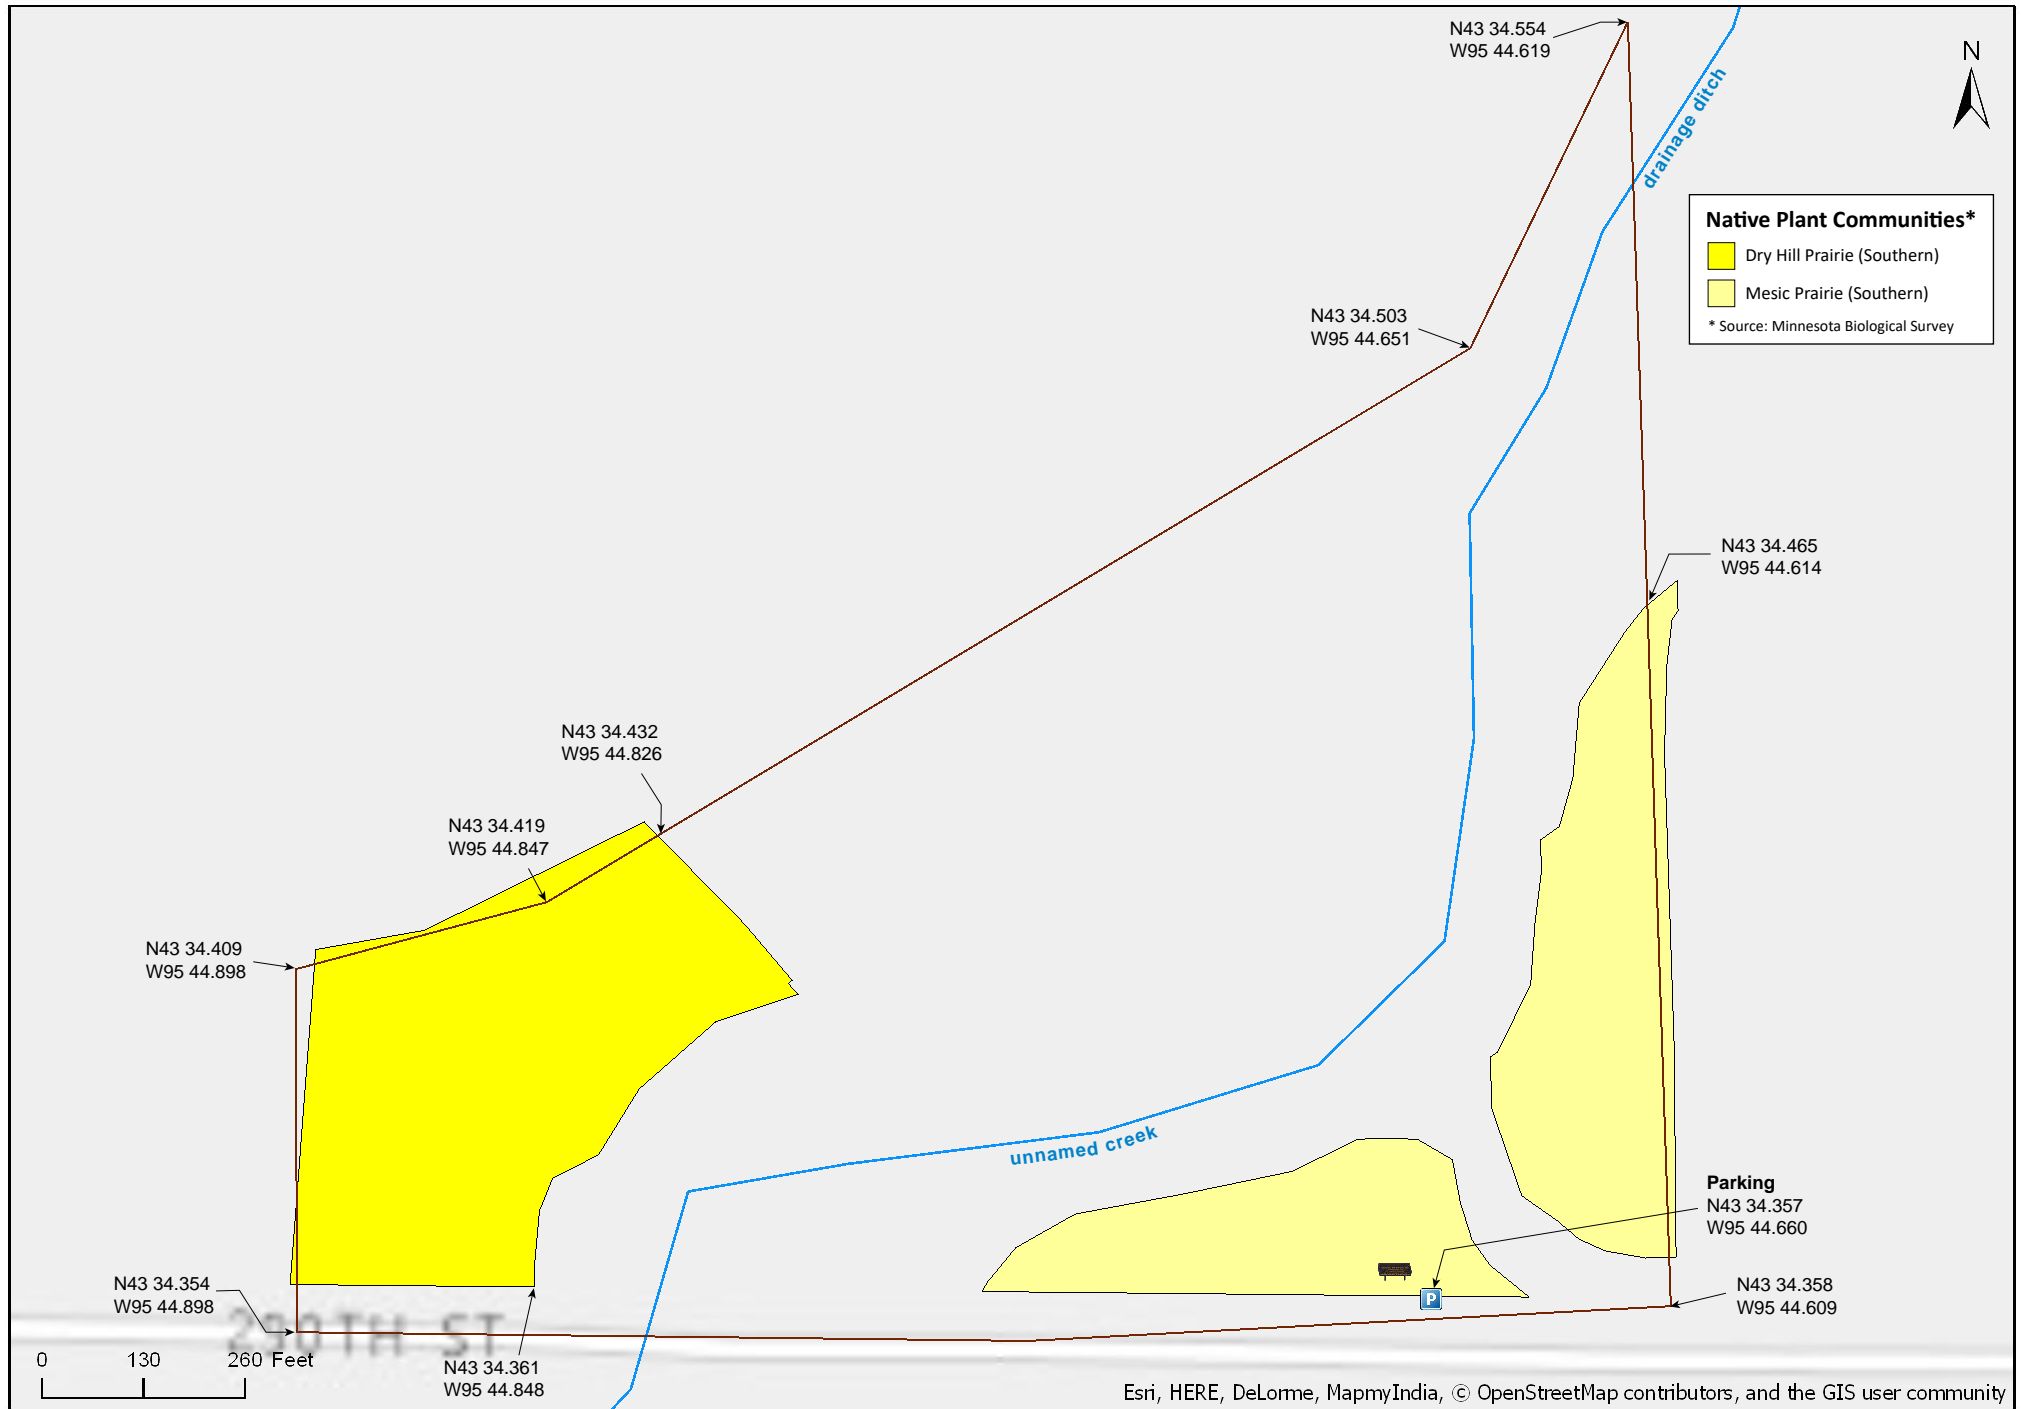 N43 34.554
W95 44.619
N
drainage ditch
Native Plant Communities*
Dry Hill Prairie (Southern)
Mesic Prairie (Southern)
* Source: Minnesota Biological Survey
N43 34.503
W95 44.651
N43 34.465
W95 44.614
N43 34.432
W95 44.826
N43 34.419
W95 44.847
N43 34.409
W95 44.898
unnamed creek
Parking
N43 34.357
W95 44.660
P
N43 34.354
W95 44.898
N43 34.358
W95 44.609
230TH ST
0 130 260 Feet
N43 34.361
W95 44.848
Esri, HERE, DeLorme, MapmyIndia, © OpenStreetMap contributors, and the GIS user community